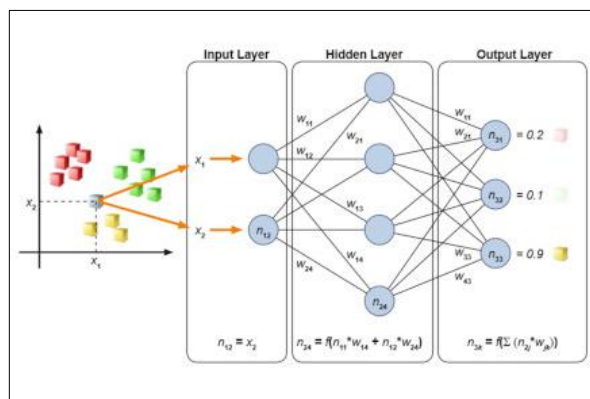 Input Layer
Hidden Layer
Output Layer
w11
w21
w12
w13
w14
w24
w11
w21
w33
w43
x1
x2
x2
x1
n12
n24
n31 = 0.2
n32 = 0.1
n33 = 0.9
n12 = x2
n24 = f(n11*w14 + n12*w24)
n3k = f(Σ (n2j*wjk))